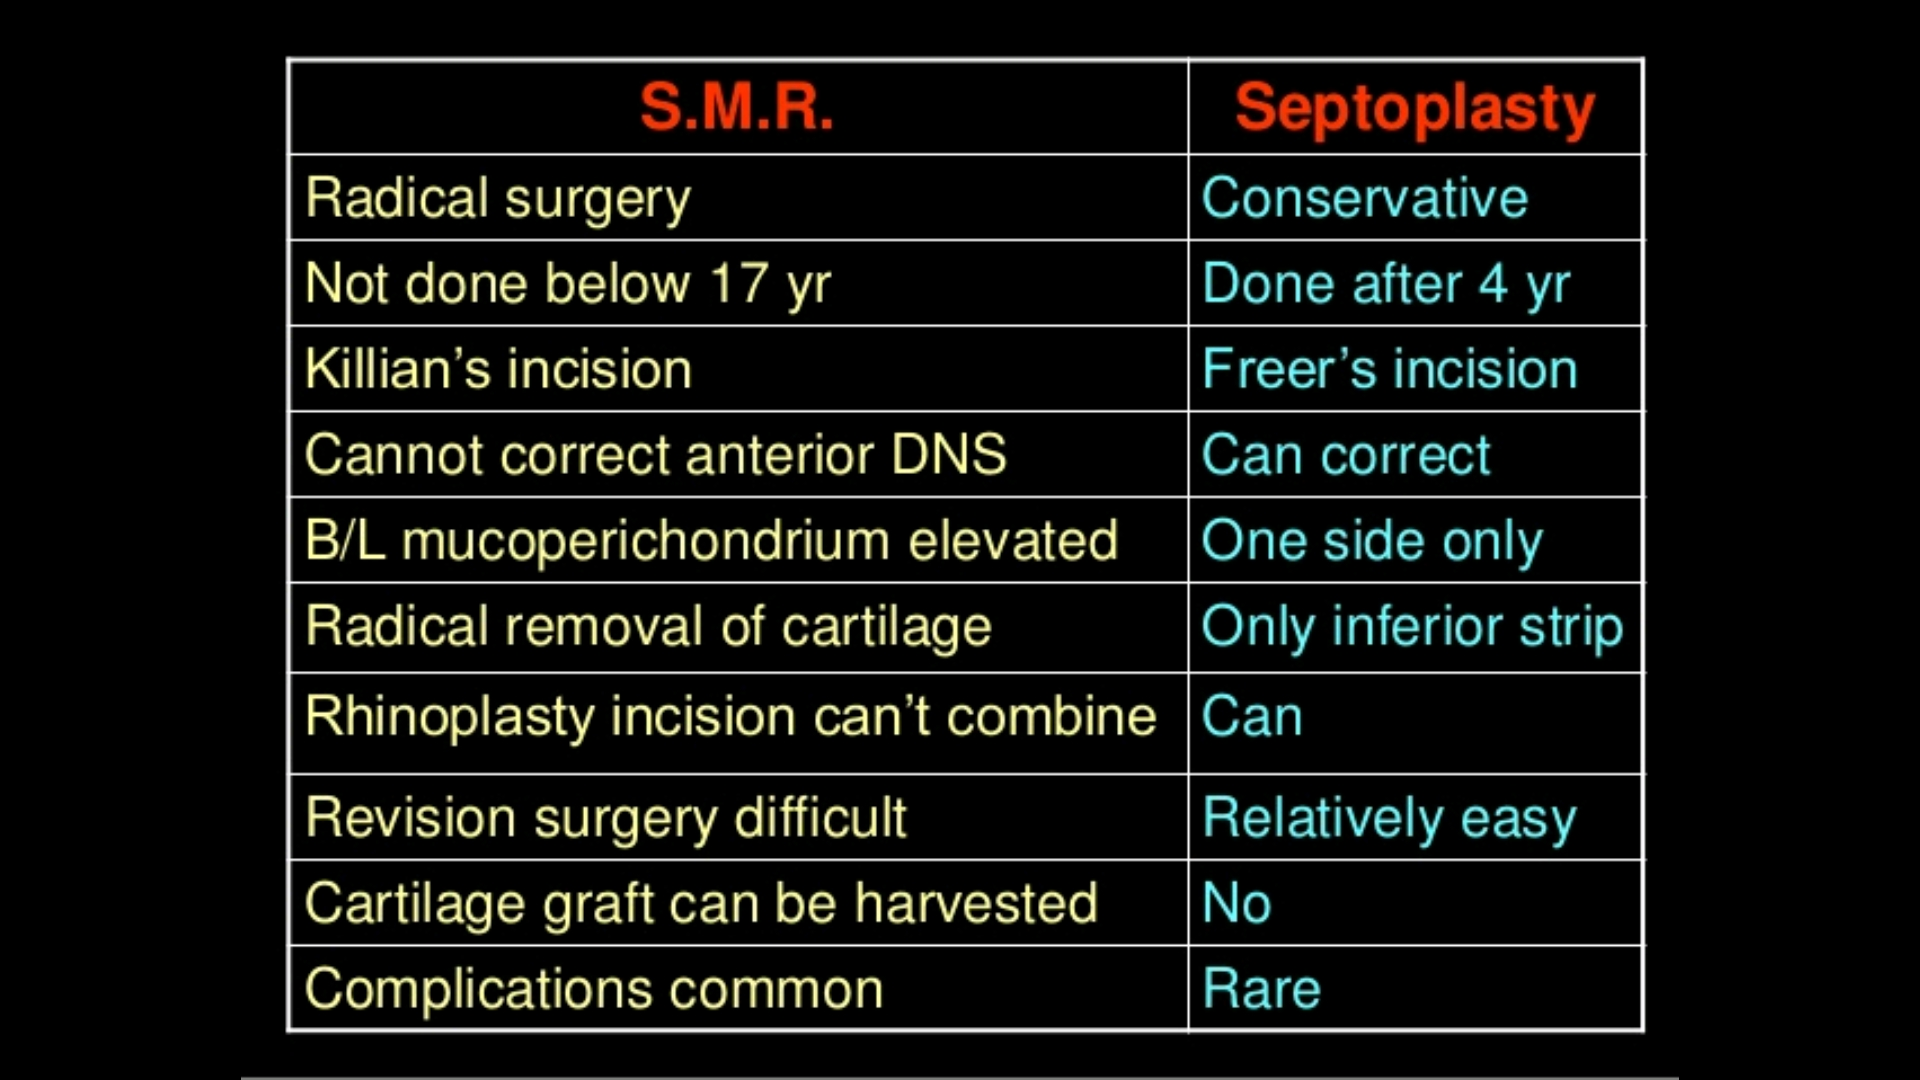 S.M.R. Septoplasty
Radical surgery Conservative
Not done below 17 yr Done after 4 yr
Killian’s incision Freer’s incision
Cannot correct anterior DNS Can correct
B/L mucoperichondrium elevated One side only
Radical removal of cartilage Only inferior strip
Rhinoplasty incision can’t combine Can
Revision surgery difficult Relatively easy
Cartilage graft can be harvested No
Complications common Rare